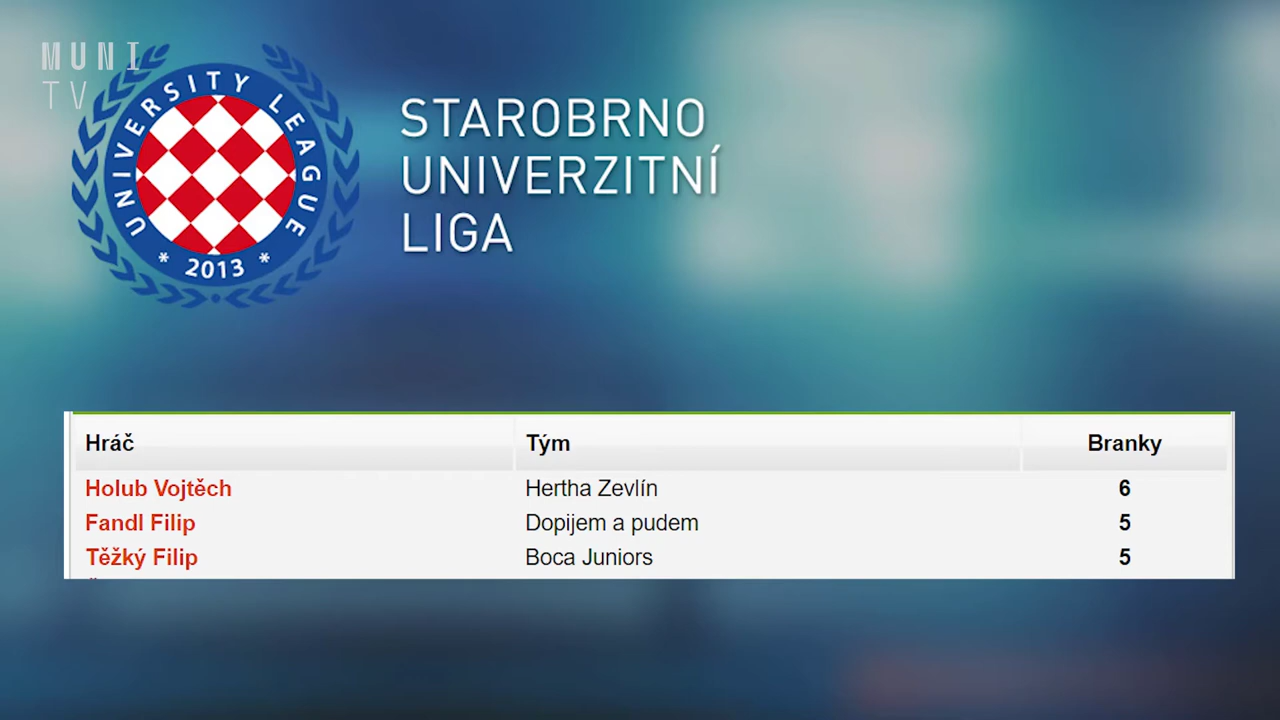 MUNI
TV
UNIVERSITY LEAGUE
* 2013 *
STAROBRNO
UNIVERZITNÍ
LIGA
Hráč Tým Branky
Holub Vojtěch Hertha Zevlín 6
Fandl Filip Dopijem a pudem 5
Těžký Filip Boca Juniors 5